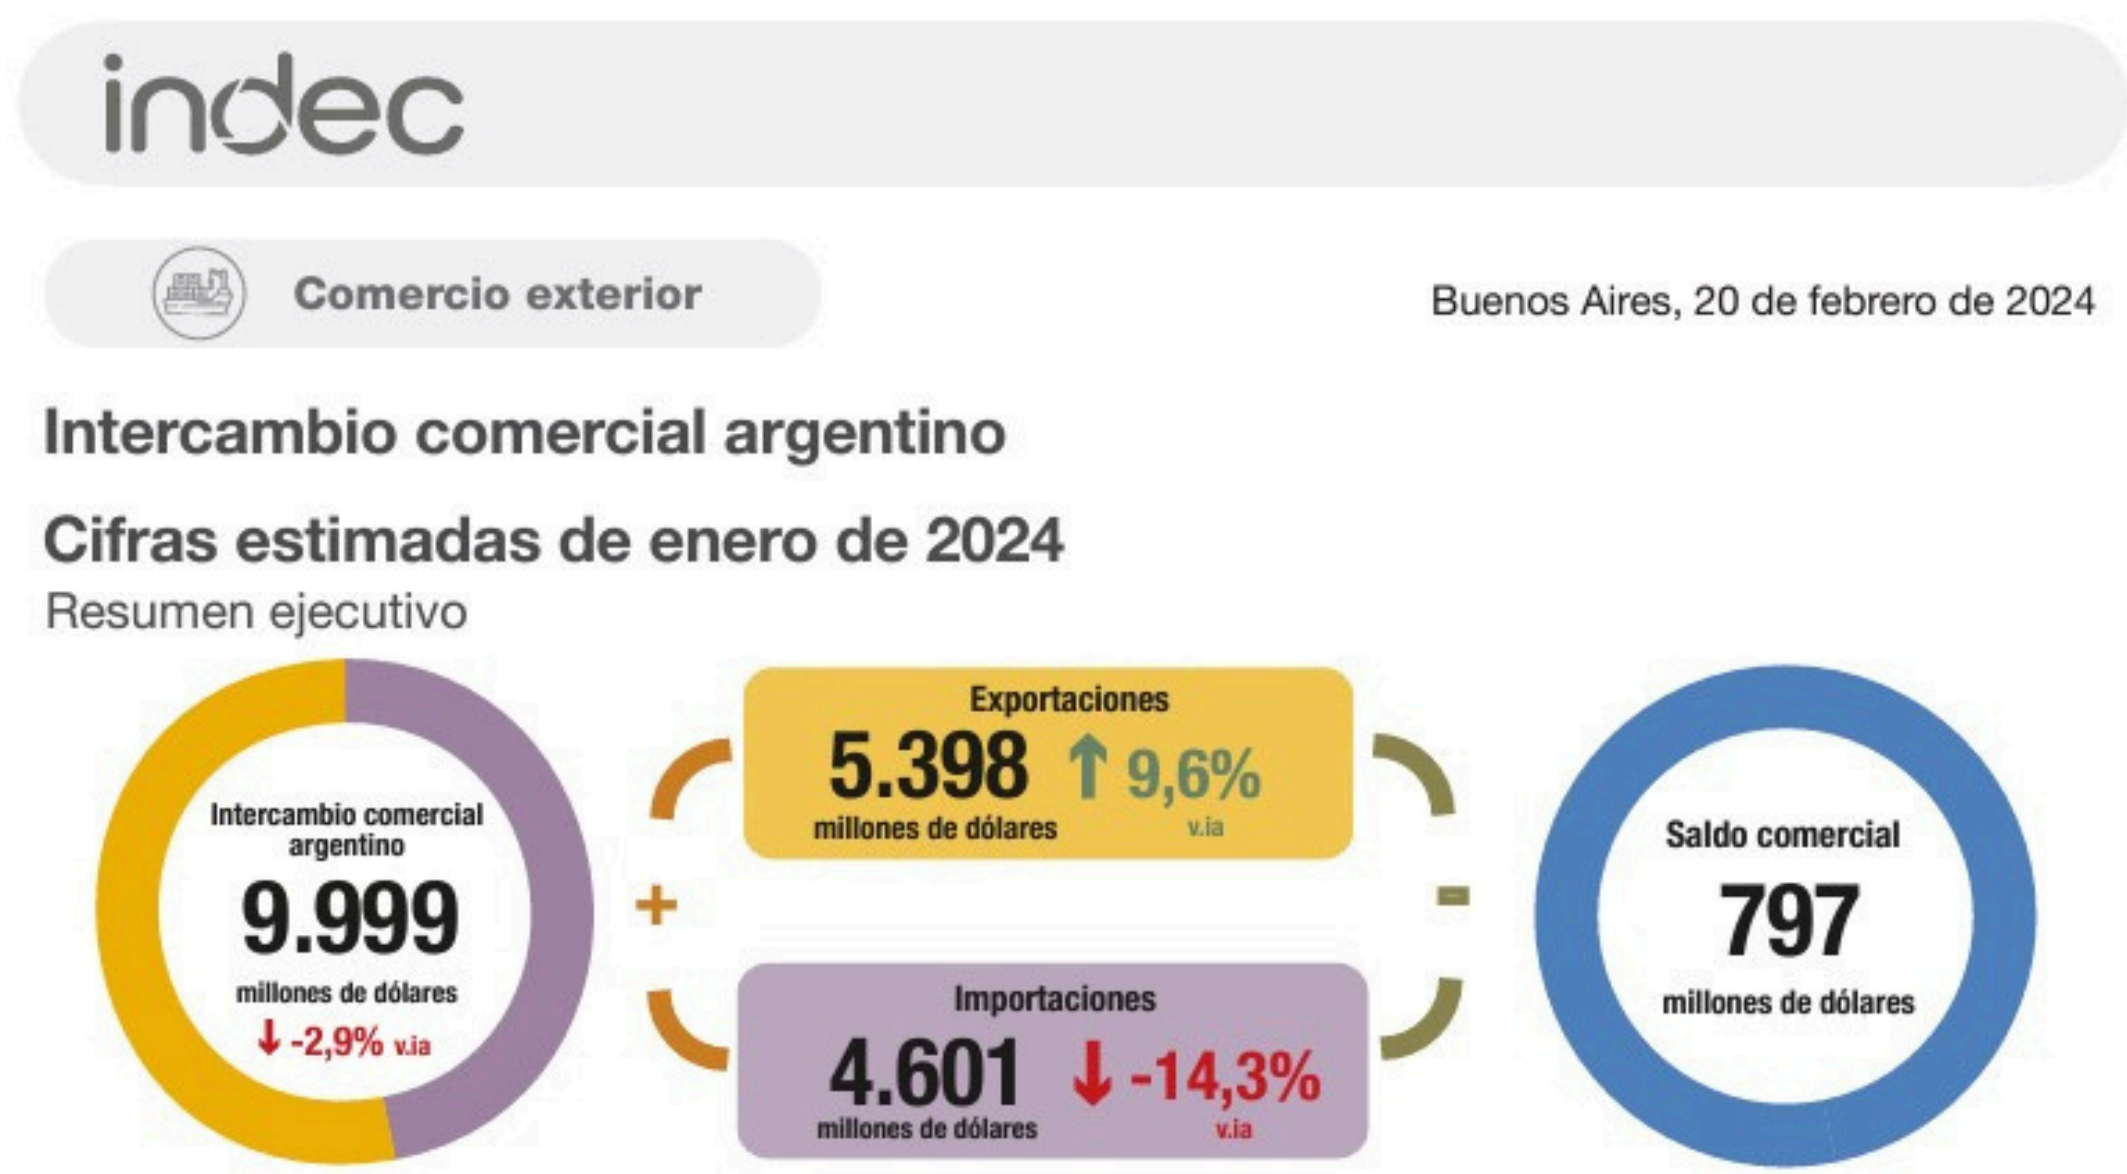 indec
Comercio exterior
Buenos Aires, 20 de febrero de 2024
Intercambio comercial argentino
Cifras estimadas de enero de 2024
Resumen ejecutivo
Intercambio comercial
argentino
9.999
millones de dólares
↓ -2,9% v.ia
+
Exportaciones
5.398 ↑ 9,6%
millones de dólares v.ia
Importaciones
4.601 ↓ -14,3%
millones de dólares v.ia
-
Saldo comercial
797
millones de dólares